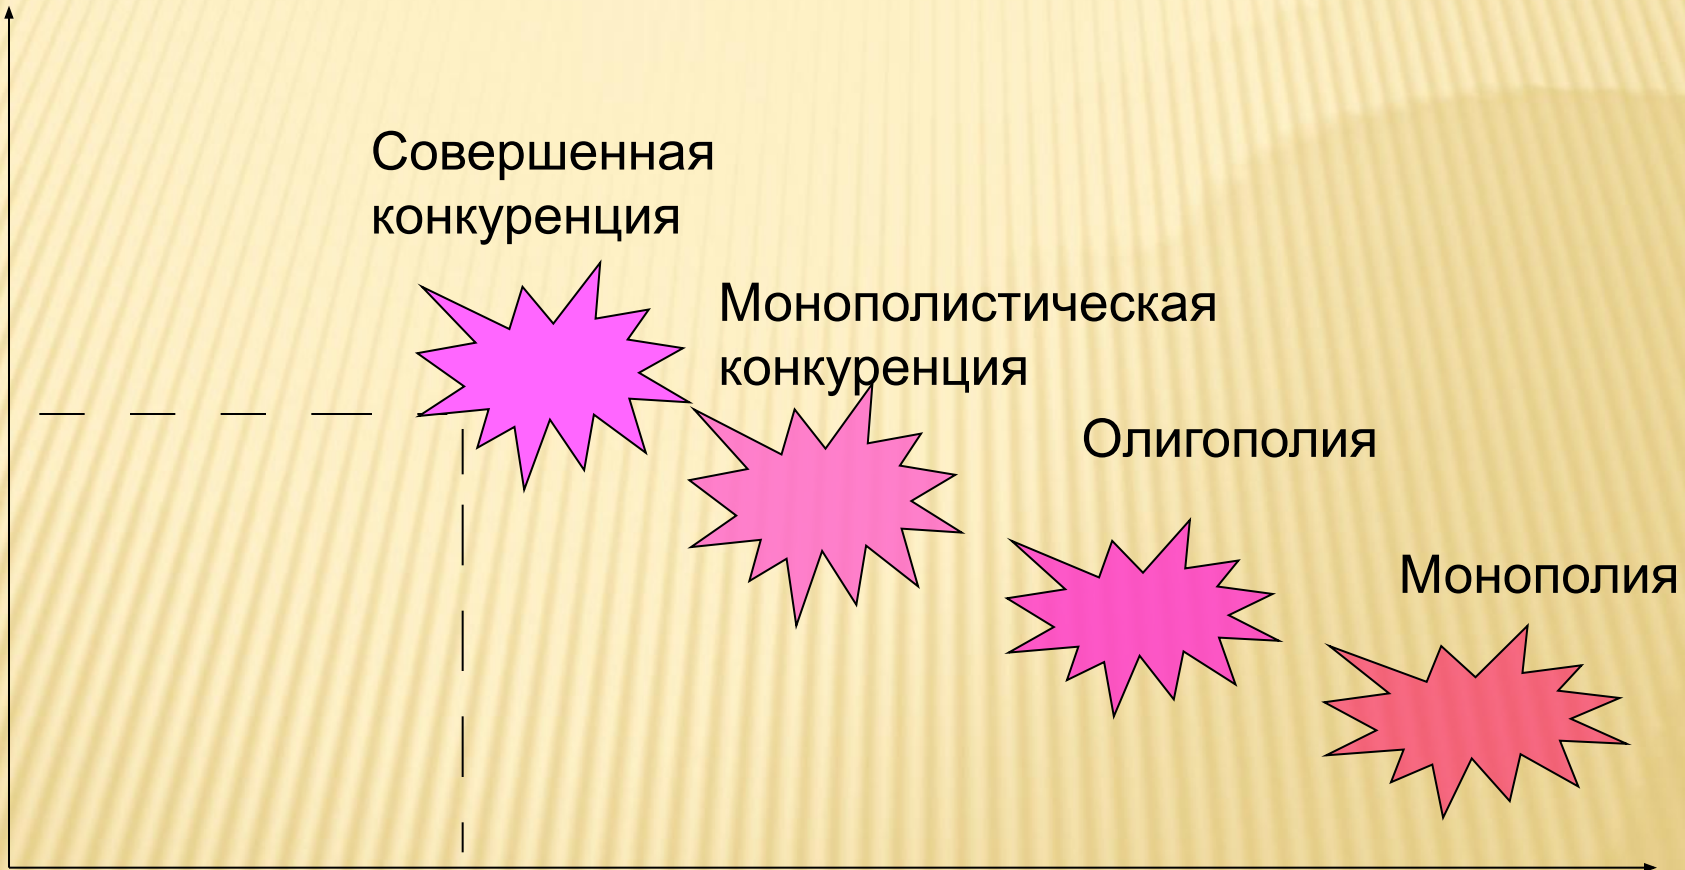 Совершенная
конкуренция
Монополистическая
конкуренция
Олигополия
Монополия